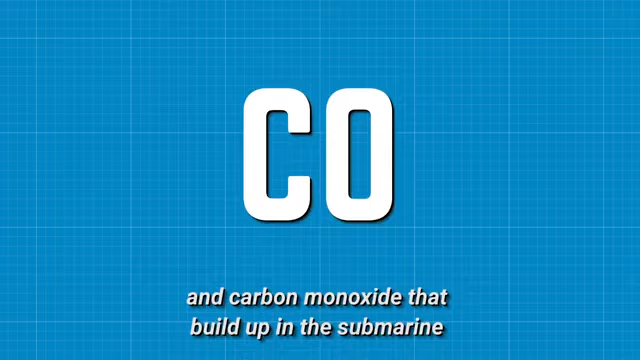 CO
and carbon monoxide that
build up in the submarine